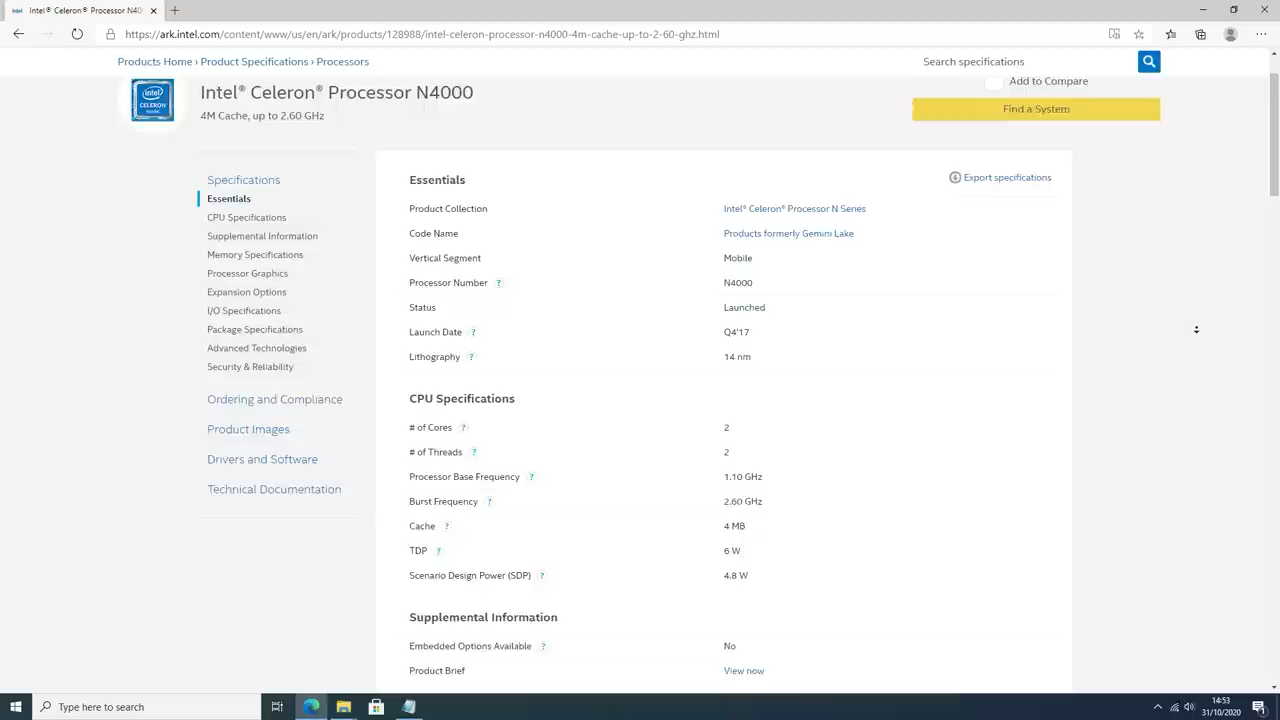 Intel® Celeron® Processor N40
https://ark.intel.com/content/www/us/en/ark/products/128988/intel-celeron-processor-n4000-4m-cache-up-to-2-60-ghz.html
Products Home › Product Specifications › Processors
Search specifications
intel
CELERON
Intel® Celeron® Processor N4000
4M Cache, up to 2.60 GHz
Add to Compare
Find a System
Specifications
Essentials
CPU Specifications
Supplemental Information
Memory Specifications
Processor Graphics
Expansion Options
I/O Specifications
Package Specifications
Advanced Technologies
Security & Reliability
Ordering and Compliance
Product Images
Drivers and Software
Technical Documentation
Essentials
Export specifications
Product Collection Intel® Celeron® Processor N Series
Code Name Products formerly Gemini Lake
Vertical Segment Mobile
Processor Number ? N4000
Status Launched
Launch Date ? Q4'17
Lithography ? 14 nm
CPU Specifications
# of Cores ? 2
# of Threads ? 2
Processor Base Frequency ? 1.10 GHz
Burst Frequency ? 2.60 GHz
Cache ? 4 MB
TDP ? 6 W
Scenario Design Power (SDP) ? 4.8 W
Supplemental Information
Embedded Options Available ? No
Product Brief View now
Type here to search
14:53
31/10/2020